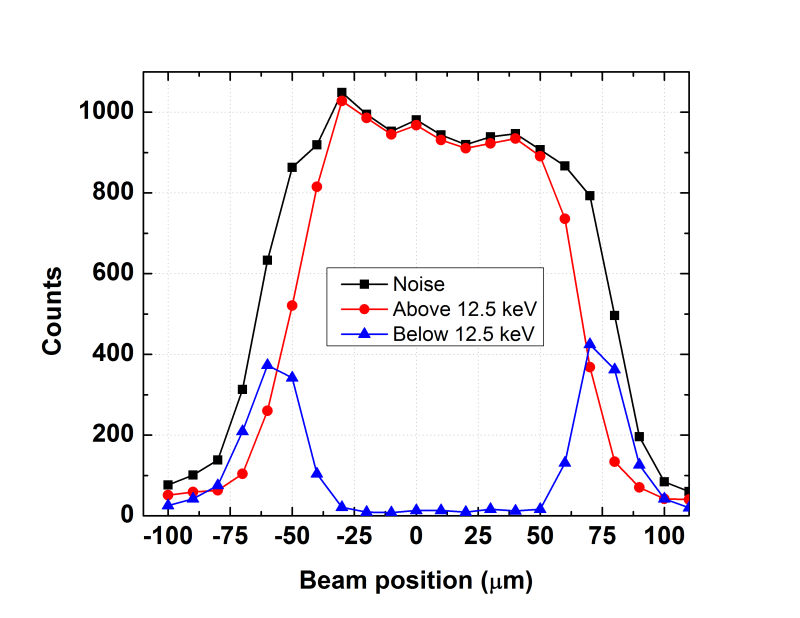 1000
800
600
400
200
0
Counts
Noise
Above 12.5 keV
Below 12.5 keV
-100 -75 -50 -25 0 25 50 75 100
Beam position (μm)